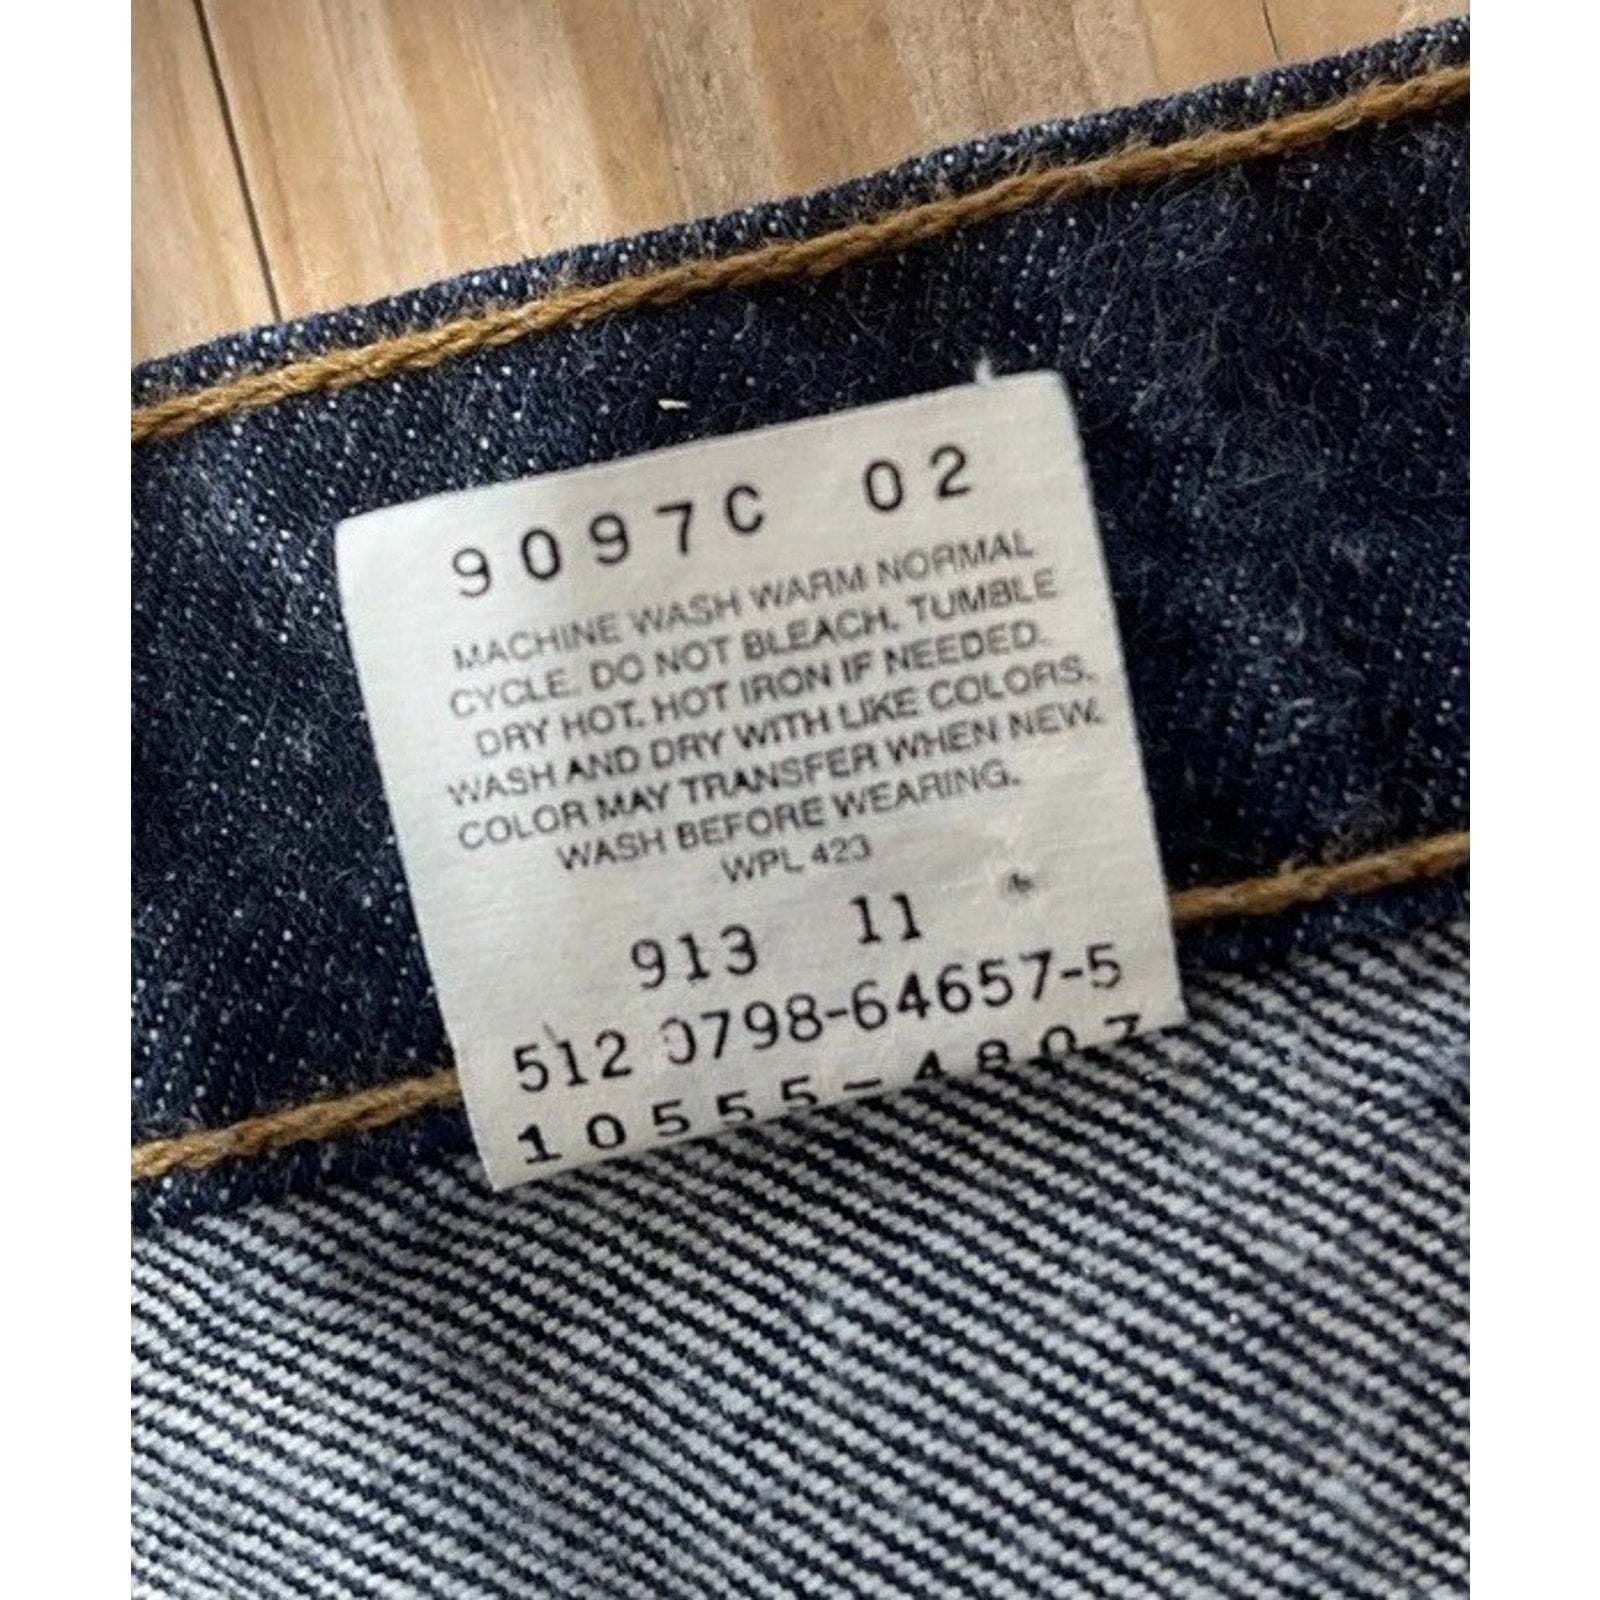 9097C 02
MACHINE WASH WARM NORMAL
CYCLE. DO NOT BLEACH. TUMBLE
DRY HOT. HOT IRON IF NEEDED.
WASH AND DRY WITH LIKE COLORS.
COLOR MAY TRANSFER WHEN NEW.
WASH BEFORE WEARING.
WPL 423
913 11
512 0798-64657-5
10555-4807